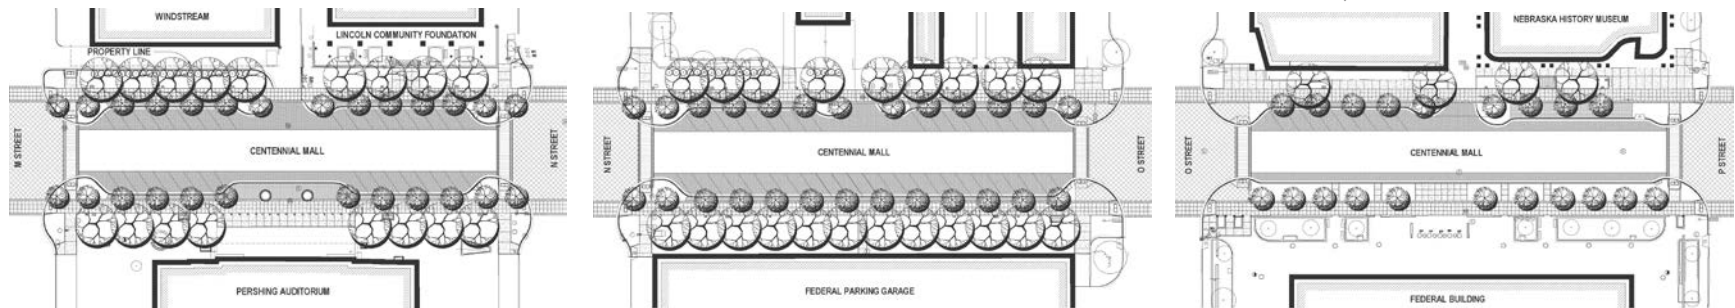 WINDSTREAM
LINCOLN COMMUNITY FOUNDATION
PROPERTY LINE
M STREET
CENTENNIAL MALL
N STREET
PERSHING AUDITORIUM
N STREET
CENTENNIAL MALL
O STREET
FEDERAL PARKING GARAGE
NEBRASKA HISTORY MUSEUM
O STREET
CENTENNIAL MALL
P STREET
FEDERAL BUILDING